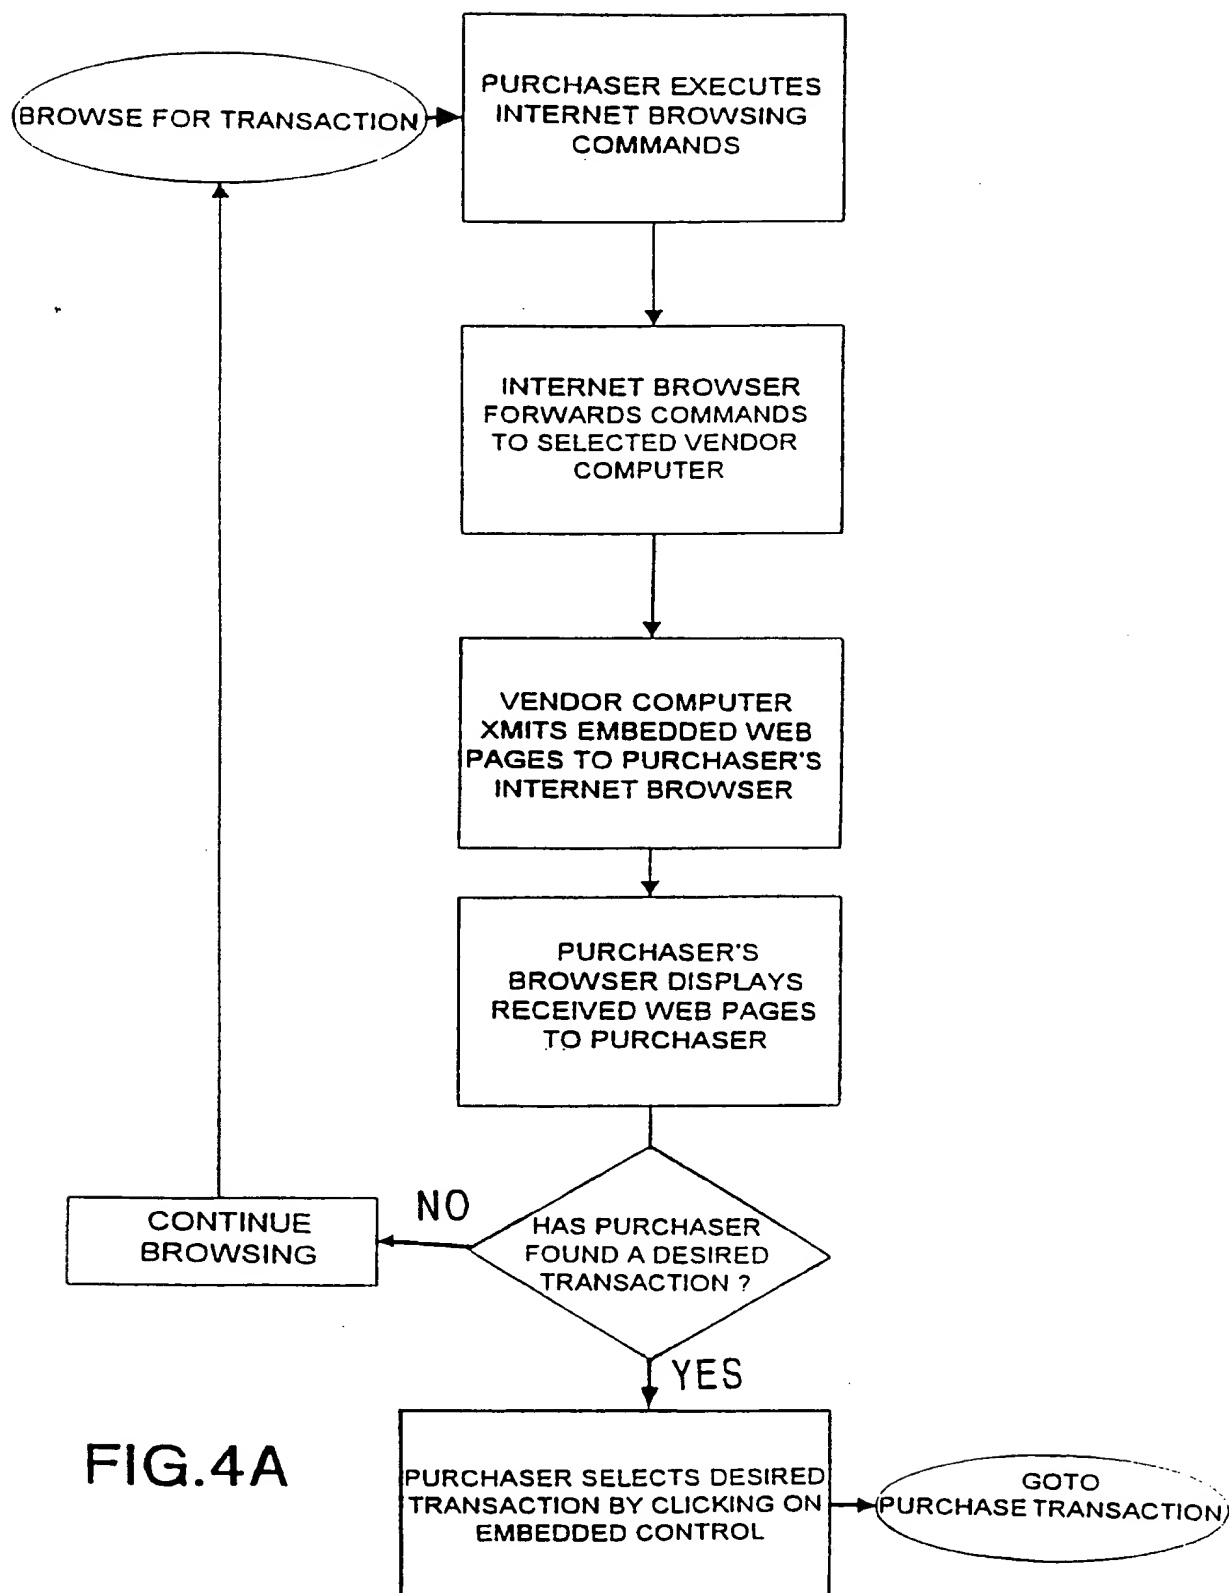 BROWSE FOR TRANSACTION
PURCHASER EXECUTES
INTERNET BROWSING
COMMANDS
INTERNET BROWSER
FORWARDS COMMANDS
TO SELECTED VENDOR
COMPUTER
VENDOR COMPUTER
XMITS EMBEDDED WEB
PAGES TO PURCHASER'S
INTERNET BROWSER
PURCHASER'S
BROWSER DISPLAYS
RECEIVED WEB PAGES
TO PURCHASER
HAS PURCHASER
FOUND A DESIRED
TRANSACTION ?
NO
CONTINUE
BROWSING
YES
PURCHASER SELECTS DESIRED
TRANSACTION BY CLICKING ON
EMBEDDED CONTROL
GOTO
PURCHASE TRANSACTION
FIG.4A